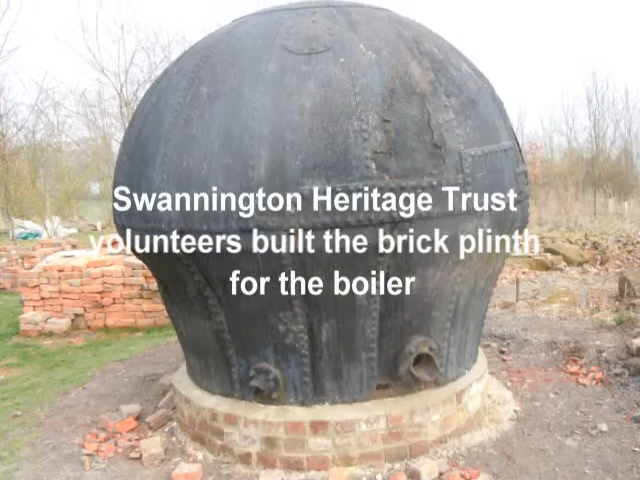 Swannington Heritage Trust
volunteers built the brick plinth
for the boiler